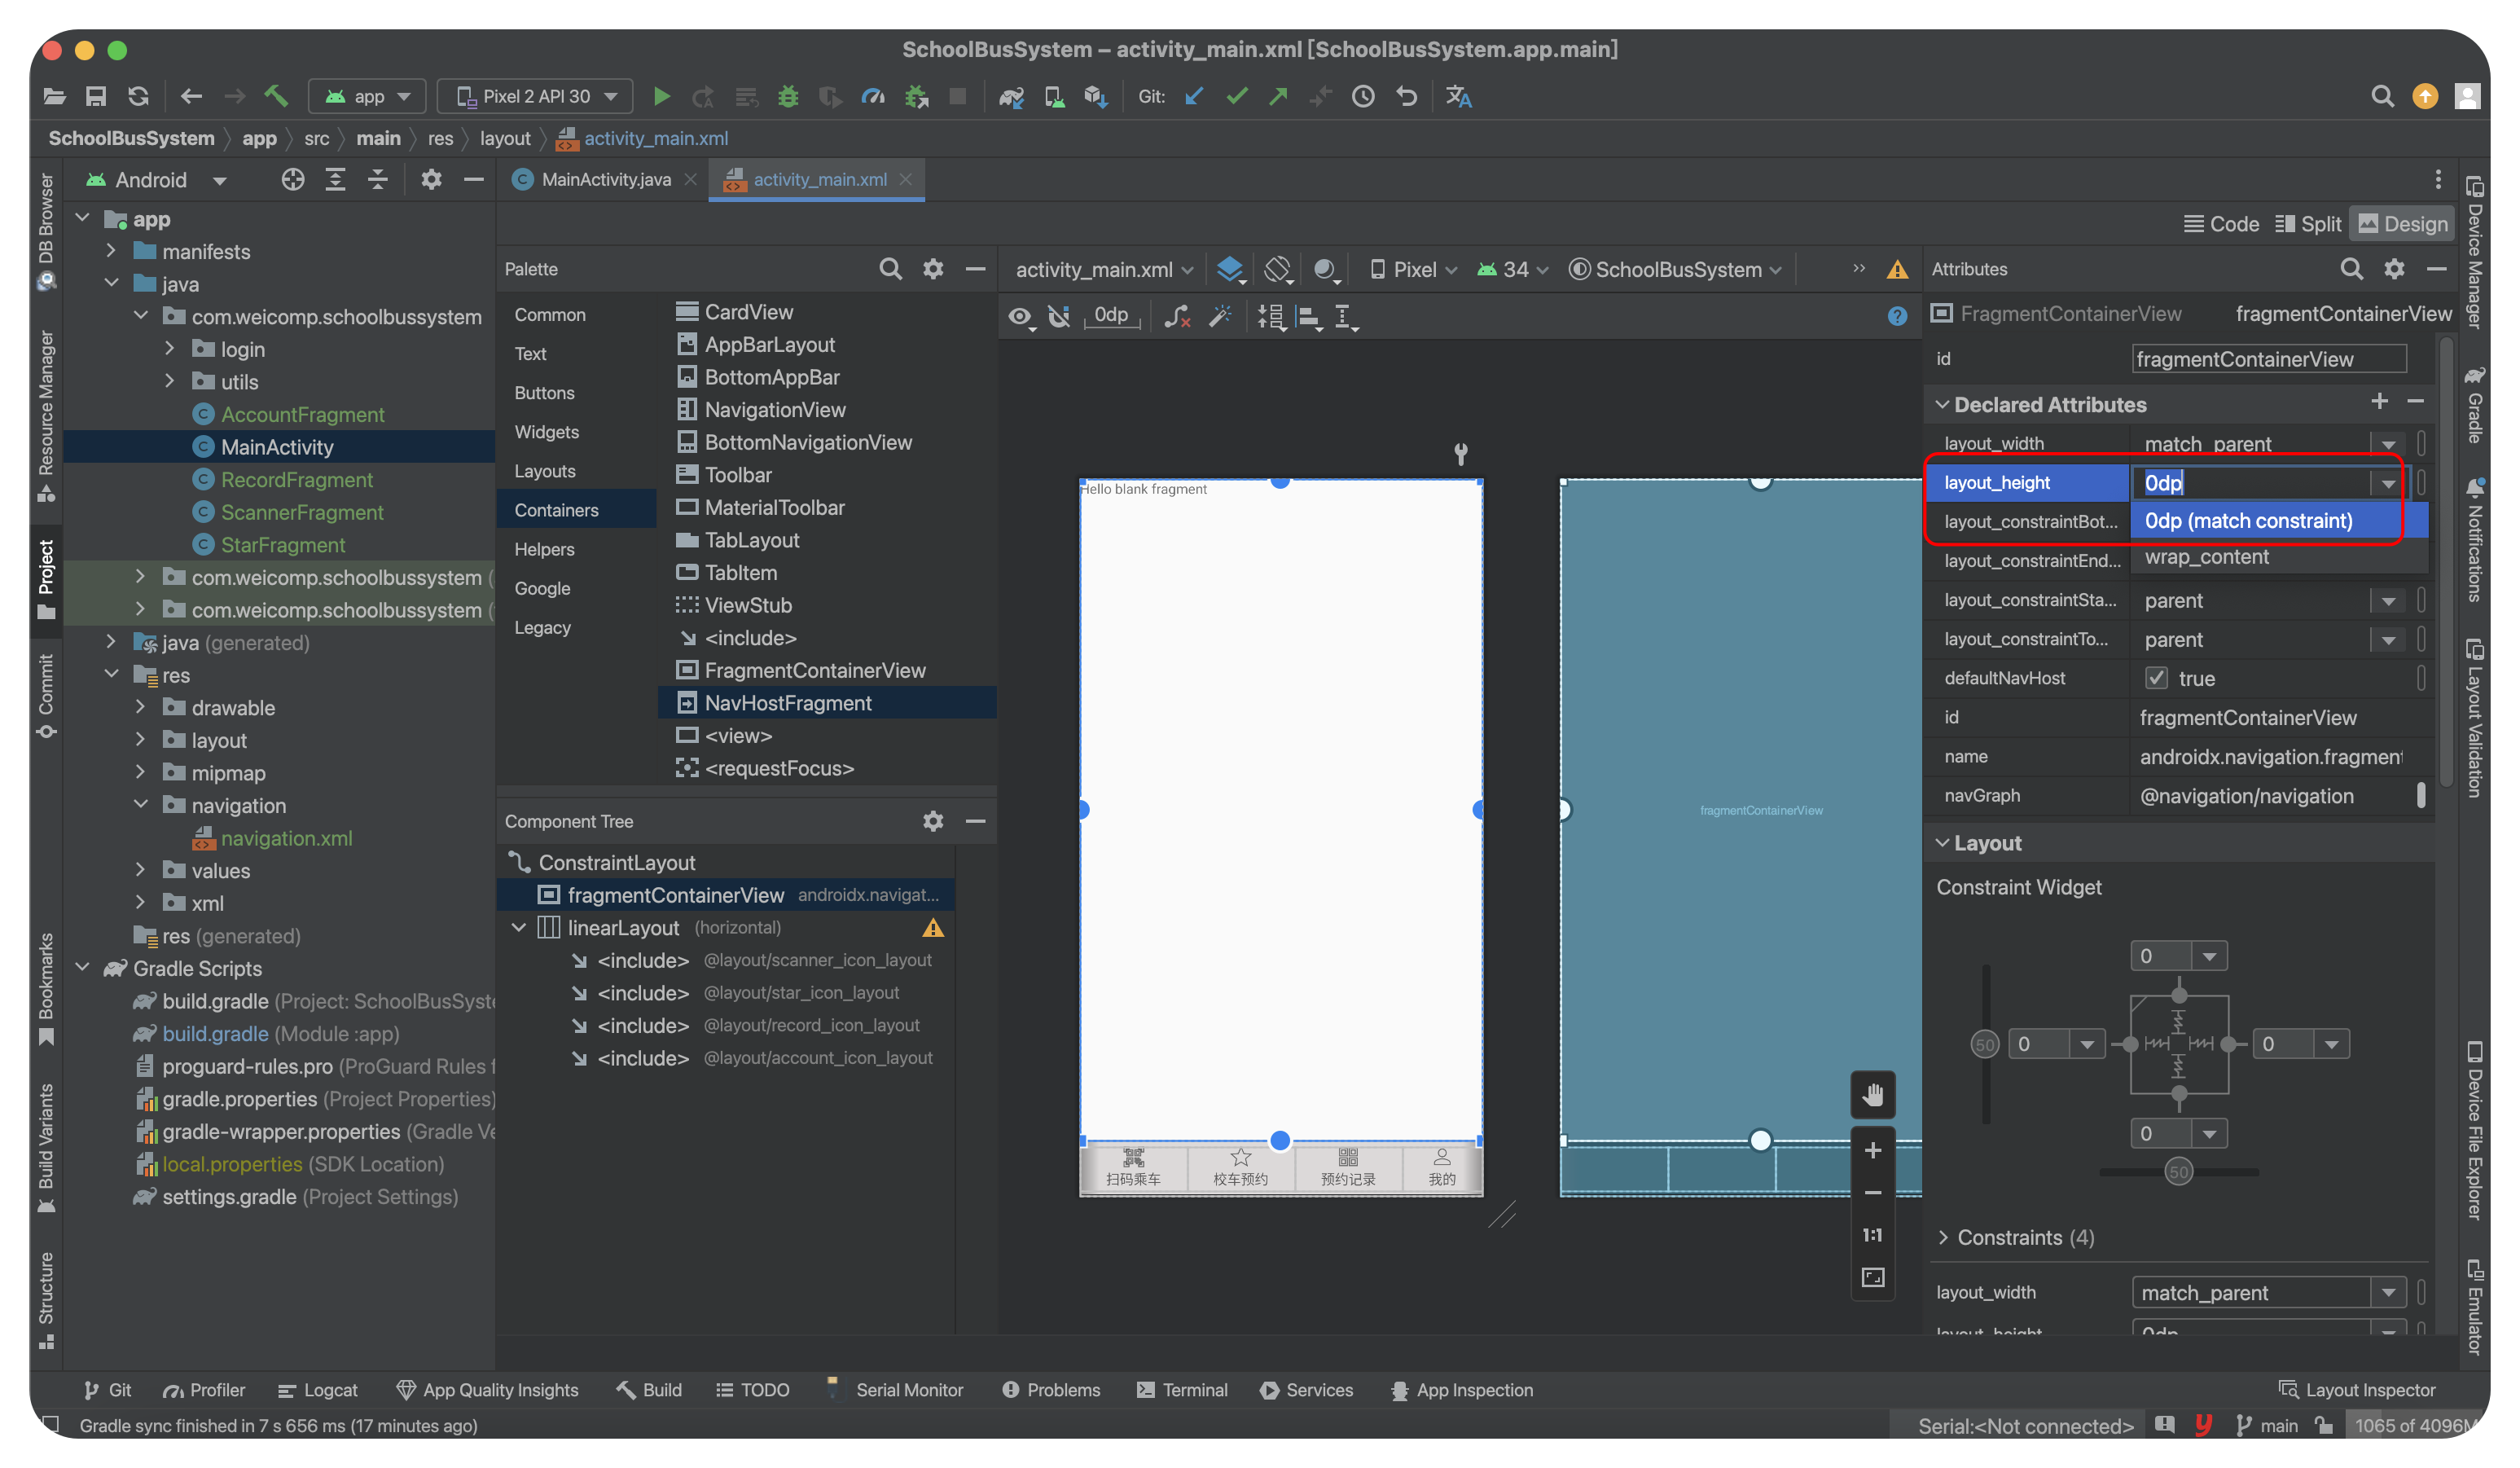 SchoolBusSystem – activity_main.xml [SchoolBusSystem.app.main]
app
Pixel 2 API 30
Git:
SchoolBusSystem
app
src
main
res
layout
activity_main.xml
DB Browser
Resource Manager
Project
Commit
Bookmarks
Build Variants
Structure
Android
app
manifests
java
com.weicomp.schoolbussystem
login
utils
AccountFragment
MainActivity
RecordFragment
ScannerFragment
StarFragment
com.weicomp.schoolbussystem (
com.weicomp.schoolbussystem (
java (generated)
res
drawable
layout
mipmap
navigation
navigation.xml
values
xml
res (generated)
Gradle Scripts
build.gradle (Project: SchoolBusSyste
build.gradle (Module :app)
proguard-rules.pro (ProGuard Rules f
gradle.properties (Project Properties)
gradle-wrapper.properties (Gradle Ve
local.properties (SDK Location)
settings.gradle (Project Settings)
MainActivity.java
activity_main.xml
Code
Split
Design
Palette
Common
Text
Buttons
Widgets
Layouts
Containers
Helpers
Google
Legacy
CardView
AppBarLayout
BottomAppBar
NavigationView
BottomNavigationView
Toolbar
MaterialToolbar
TabLayout
TabItem
ViewStub
<include>
FragmentContainerView
NavHostFragment
<view>
<requestFocus>
Component Tree
ConstraintLayout
fragmentContainerView androidx.navigat...
linearLayout (horizontal)
<include> @layout/scanner_icon_layout
<include> @layout/star_icon_layout
<include> @layout/record_icon_layout
<include> @layout/account_icon_layout
activity_main.xml
Pixel
34
SchoolBusSystem
0dp
Hello blank fragment
扫码乘车
校车预约
预约记录
我的
fragmentContainerView
1:1
Attributes
FragmentContainerView fragmentContainerView
id fragmentContainerView
Declared Attributes
layout_width match_parent
layout_height 0dp
layout_constraintBot... 0dp (match constraint)
layout_constraintEnd... wrap_content
layout_constraintSta... parent
layout_constraintTo... parent
defaultNavHost true
id fragmentContainerView
name androidx.navigation.fragment
navGraph @navigation/navigation
Layout
Constraint Widget
0
50 0 0
0
50
Constraints (4)
layout_width match_parent
layout_height 0dp
Device Manager
Gradle
Notifications
Layout Validation
Device File Explorer
Emulator
Git
Profiler
Logcat
App Quality Insights
Build
TODO
Serial Monitor
Problems
Terminal
Services
App Inspection
Layout Inspector
Gradle sync finished in 7 s 656 ms (17 minutes ago)
Serial:<Not connected>
main
1065 of 4096M